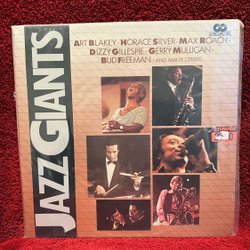 JAZZ GIANTS
ART BLAKEY - HORACE SILVER - MAX ROACH
DIZZY GILLESPIE - GERRY MULLIGAN
BUD FREEMAN - AND MANY OTHERS